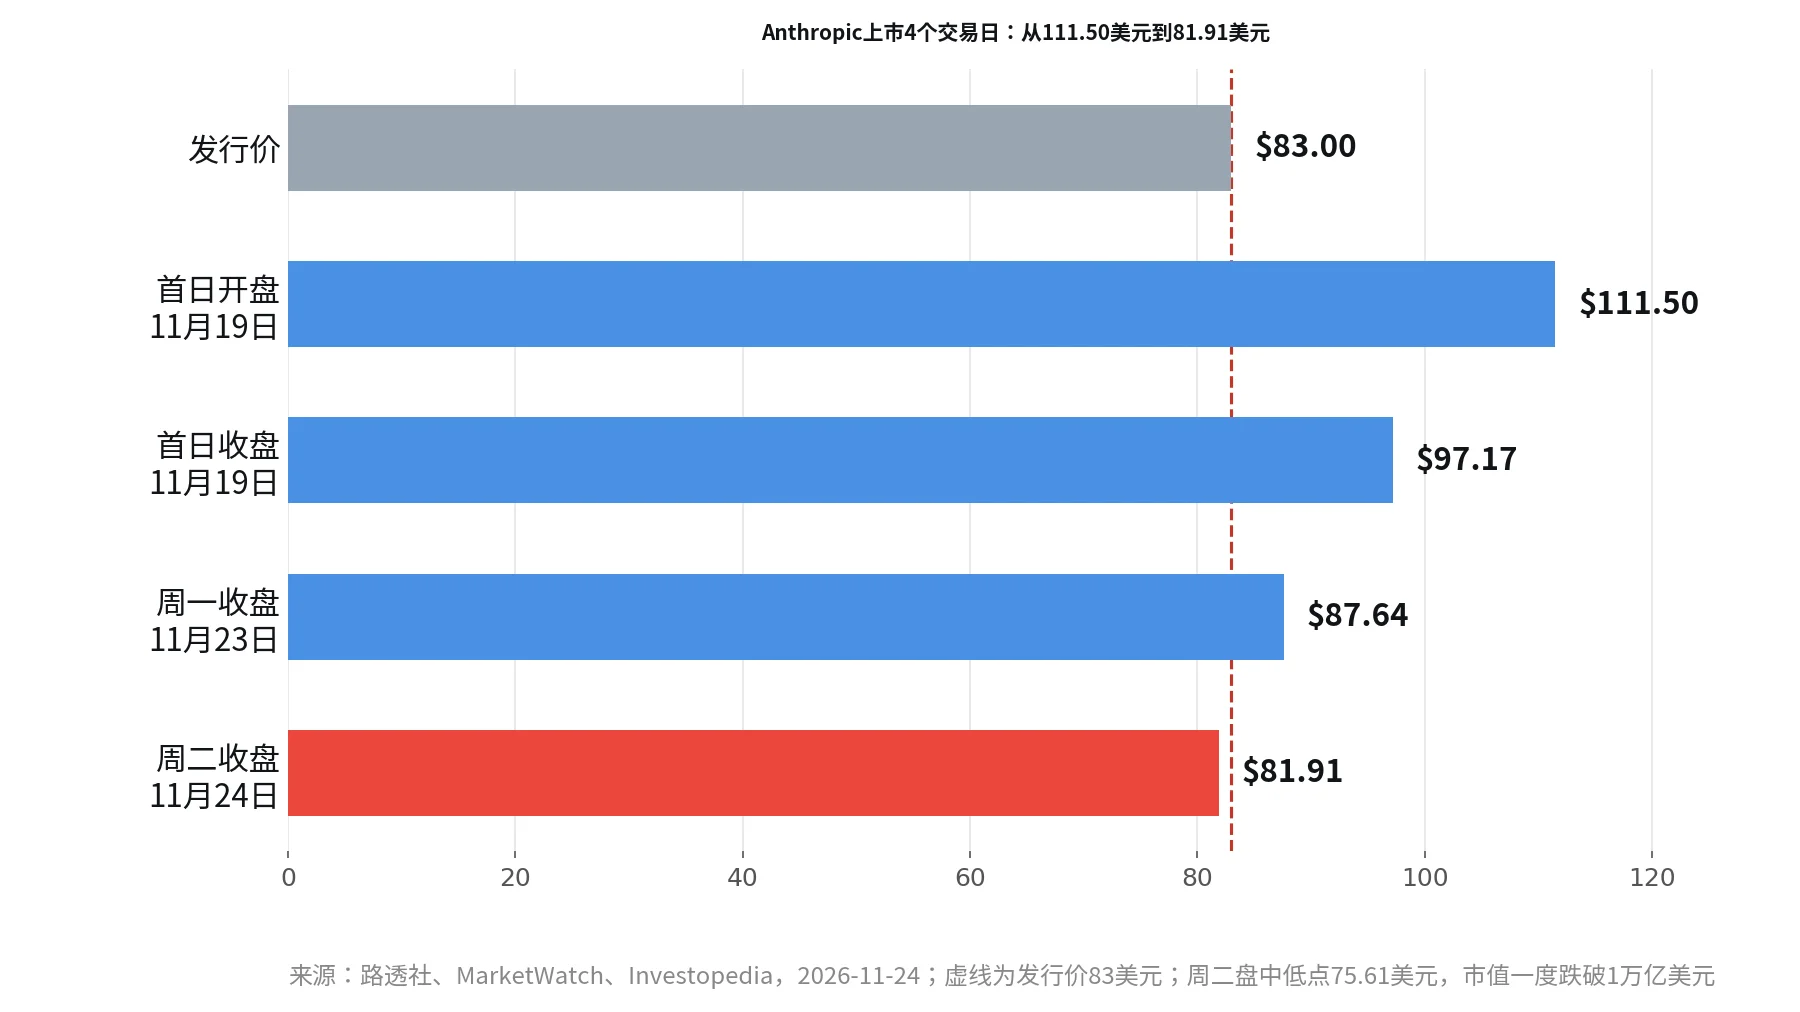 Anthropic上市4个交易日：从111.50美元到81.91美元
发行价
$83.00
首日开盘
11月19日
$111.50
首日收盘
11月19日
$97.17
周一收盘
11月23日
$87.64
周二收盘
11月24日
$81.91
0 20 40 60 80 100 120
来源：路透社、MarketWatch、Investopedia，2026-11-24；虚线为发行价83美元；周二盘中低点75.61美元，市值一度跌破1万亿美元